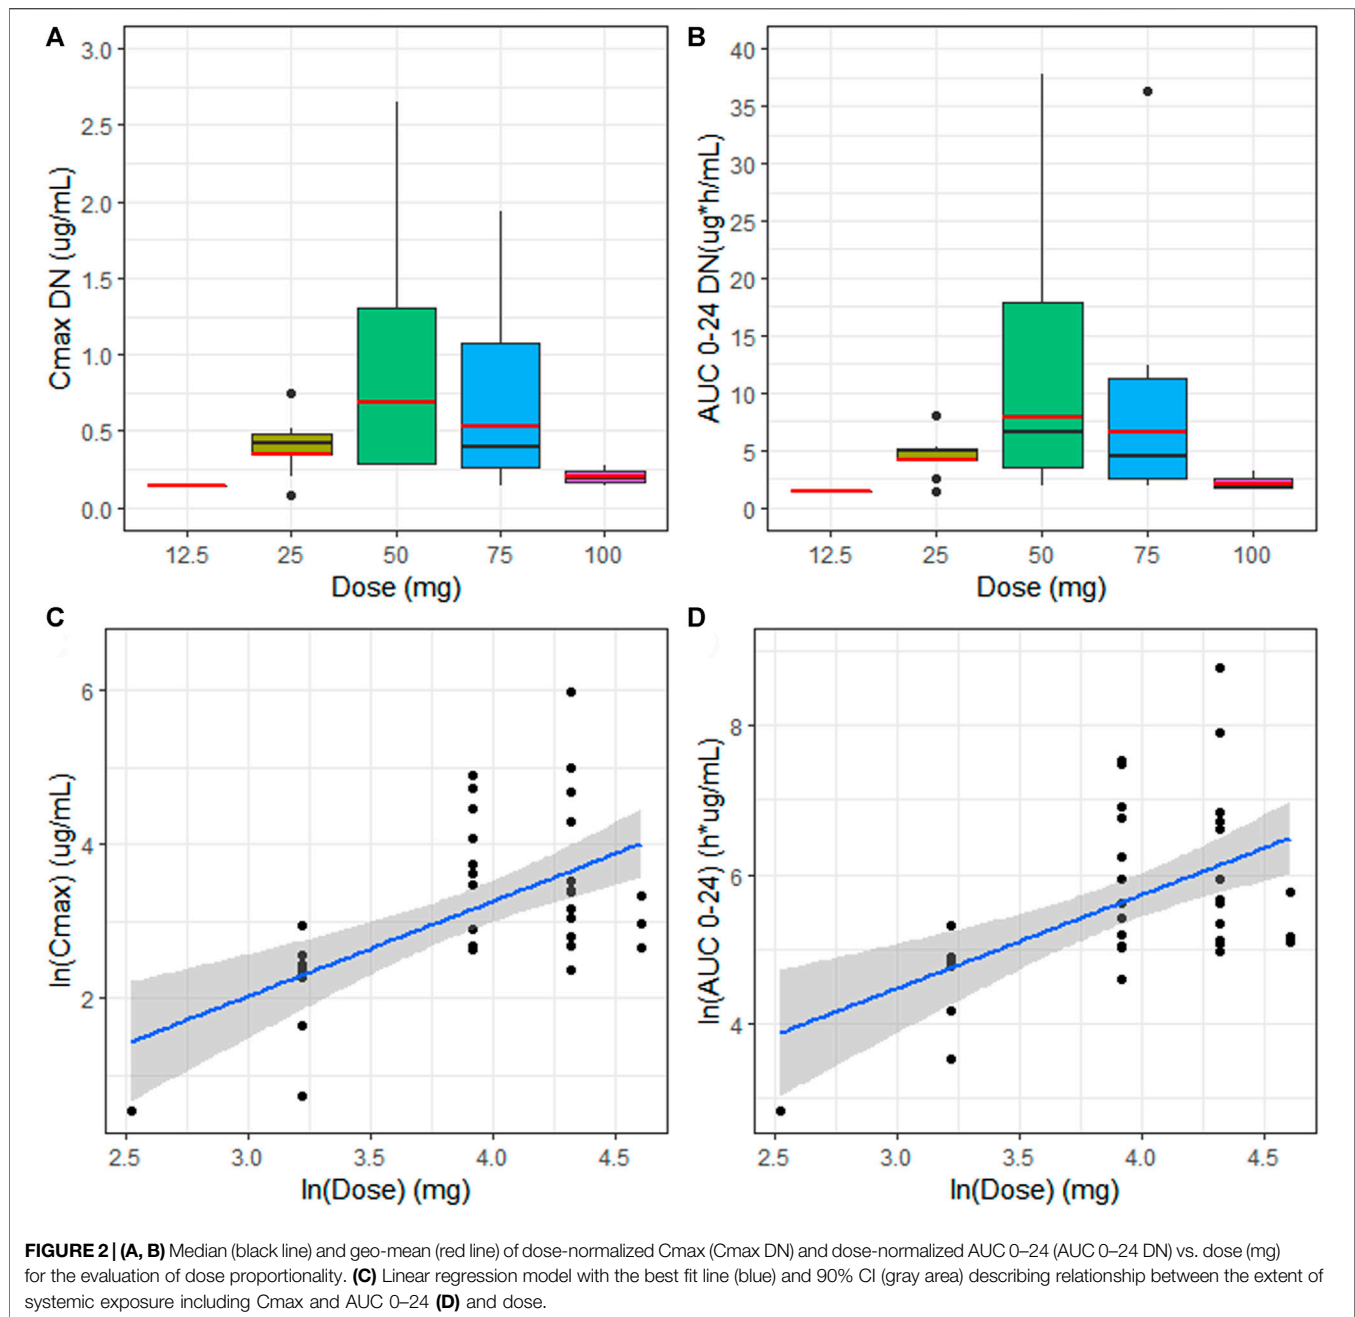 A
3.0
2.5
2.0
1.5
1.0
0.5
0.0
Cmax DN (ug/mL)
12.5 25 50 75 100
Dose (mg)
B
40
35
30
25
20
15
10
5
0
AUC 0-24 DN(ug*h/mL)
12.5 25 50 75 100
Dose (mg)
C
6
4
2
ln(Cmax) (ug/mL)
2.5 3.0 3.5 4.0 4.5
ln(Dose) (mg)
D
8
6
4
ln(AUC 0-24) (h*ug/mL)
2.5 3.0 3.5 4.0 4.5
ln(Dose) (mg)
FIGURE 2 | (A, B) Median (black line) and geo-mean (red line) of dose-normalized Cmax (Cmax DN) and dose-normalized AUC 0–24 (AUC 0–24 DN) vs. dose (mg)
for the evaluation of dose proportionality. (C) Linear regression model with the best fit line (blue) and 90% CI (gray area) describing relationship between the extent of
systemic exposure including Cmax and AUC 0–24 (D) and dose.